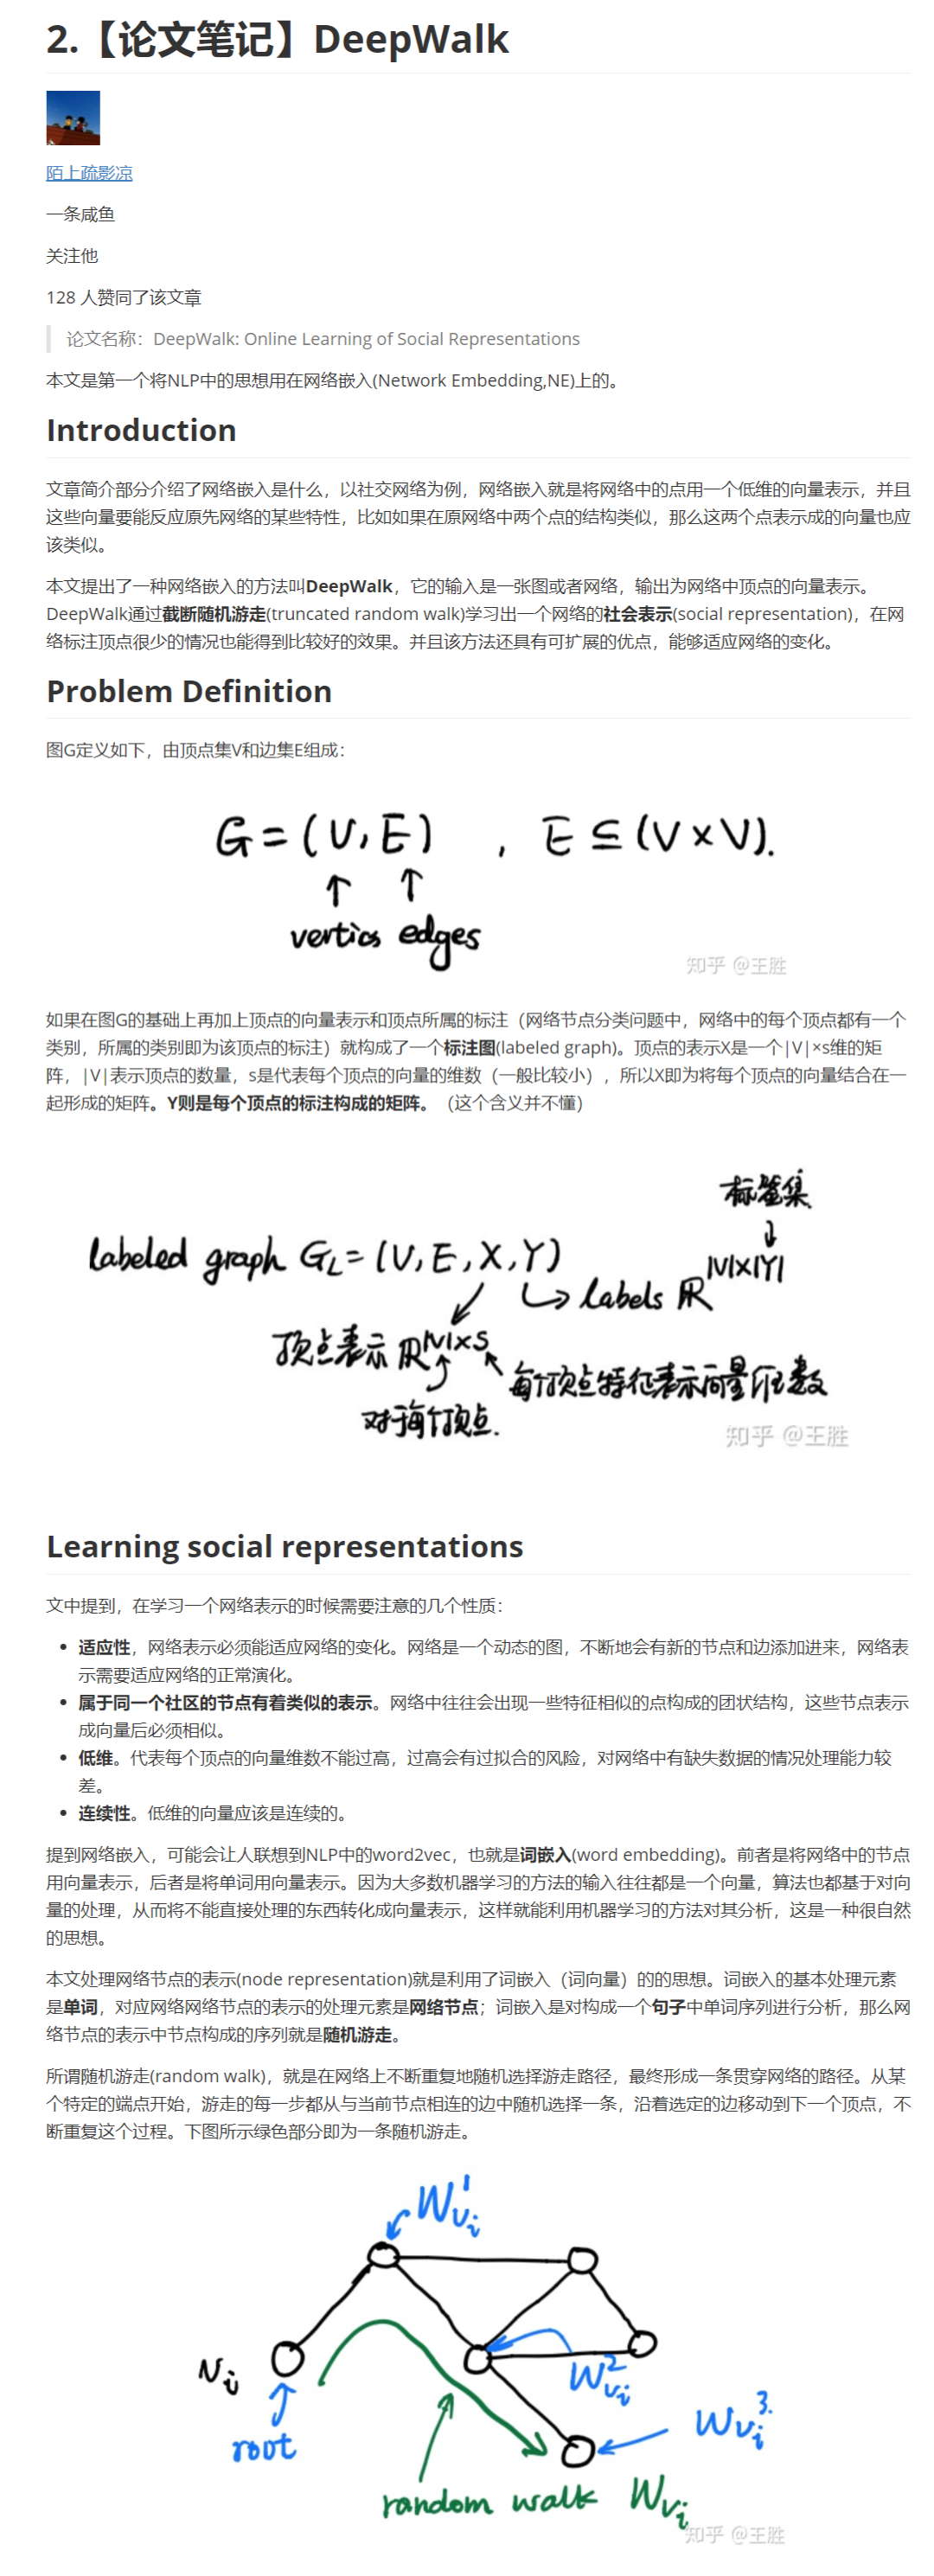 2.【论文笔记】DeepWalk
陌上疏影凉
一条咸鱼
关注他
128 人赞同了该文章
论文名称：DeepWalk: Online Learning of Social Representations
本文是第一个将NLP中的思想用在网络嵌入(Network Embedding,NE)上的。
Introduction
文章简介部分介绍了网络嵌入是什么，以社交网络为例，网络嵌入就是将网络中的点用一个低维的向量表示，并且
这些向量要能反应原先网络的某些特性，比如如果在原网络中两个点的结构类似，那么这两个点表示成的向量也应
该类似。
本文提出了一种网络嵌入的方法叫DeepWalk，它的输入是一张图或者网络，输出为网络中顶点的向量表示。
DeepWalk通过截断随机游走(truncated random walk)学习出一个网络的社会表示(social representation)，在网
络标注顶点很少的情况也能得到比较好的效果。并且该方法还具有可扩展的优点，能够适应网络的变化。
Problem Definition
图G定义如下，由顶点集V和边集E组成：
G = (V, E) , E ⊆ (V × V).
↑ ↑
vertics edges
知乎 @王胜
如果在图G的基础上再加上顶点的向量表示和顶点所属的标注（网络节点分类问题中，网络中的每个顶点都有一个
类别，所属的类别即为该顶点的标注）就构成了一个标注图(labeled graph)。顶点的表示X是一个|V|×s维的矩
阵，|V|表示顶点的数量，s是代表每个顶点的向量的维数（一般比较小），所以X即为将每个顶点的向量结合在一
起形成的矩阵。Y则是每个顶点的标注构成的矩阵。（这个含义并不懂）
标签集
labeled graph G_L = (V, E, X, Y)
labels ℝ^|V|×|Y|
顶点表示 ℝ^|V|×S
每个顶点特征表示向量维数
对于每个顶点.
知乎 @王胜
Learning social representations
文中提到，在学习一个网络表示的时候需要注意的几个性质：
• 适应性，网络表示必须能适应网络的变化。网络是一个动态的图，不断地会有新的节点和边添加进来，网络表
示需要适应网络的正常演化。
• 属于同一个社区的节点有着类似的表示。网络中往往会出现一些特征相似的点构成的团状结构，这些节点表示
成向量后必须相似。
• 低维。代表每个顶点的向量维数不能过高，过高会有过拟合的风险，对网络中有缺失数据的情况处理能力较
差。
• 连续性。低维的向量应该是连续的。
提到网络嵌入，可能会让人联想到NLP中的word2vec，也就是词嵌入(word embedding)。前者是将网络中的节点
用向量表示，后者是将单词用向量表示。因为大多数机器学习的方法的输入往往都是一个向量，算法也都基于对向
量的处理，从而将不能直接处理的东西转化成向量表示，这样就能利用机器学习的方法对其分析，这是一种很自然
的思想。
本文处理网络节点的表示(node representation)就是利用了词嵌入（词向量）的的思想。词嵌入的基本处理元素
是单词，对应网络网络节点的表示的处理元素是网络节点；词嵌入是对构成一个句子中单词序列进行分析，那么网
络节点的表示中节点构成的序列就是随机游走。
所谓随机游走(random walk)，就是在网络上不断重复地随机选择游走路径，最终形成一条贯穿网络的路径。从某
个特定的端点开始，游走的每一步都从与当前节点相连的边中随机选择一条，沿着选定的边移动到下一个顶点，不
断重复这个过程。下图所示绿色部分即为一条随机游走。
W¹_vi
v_i
W²_vi
root
W³_vi
random walk W_vi
知乎 @王胜